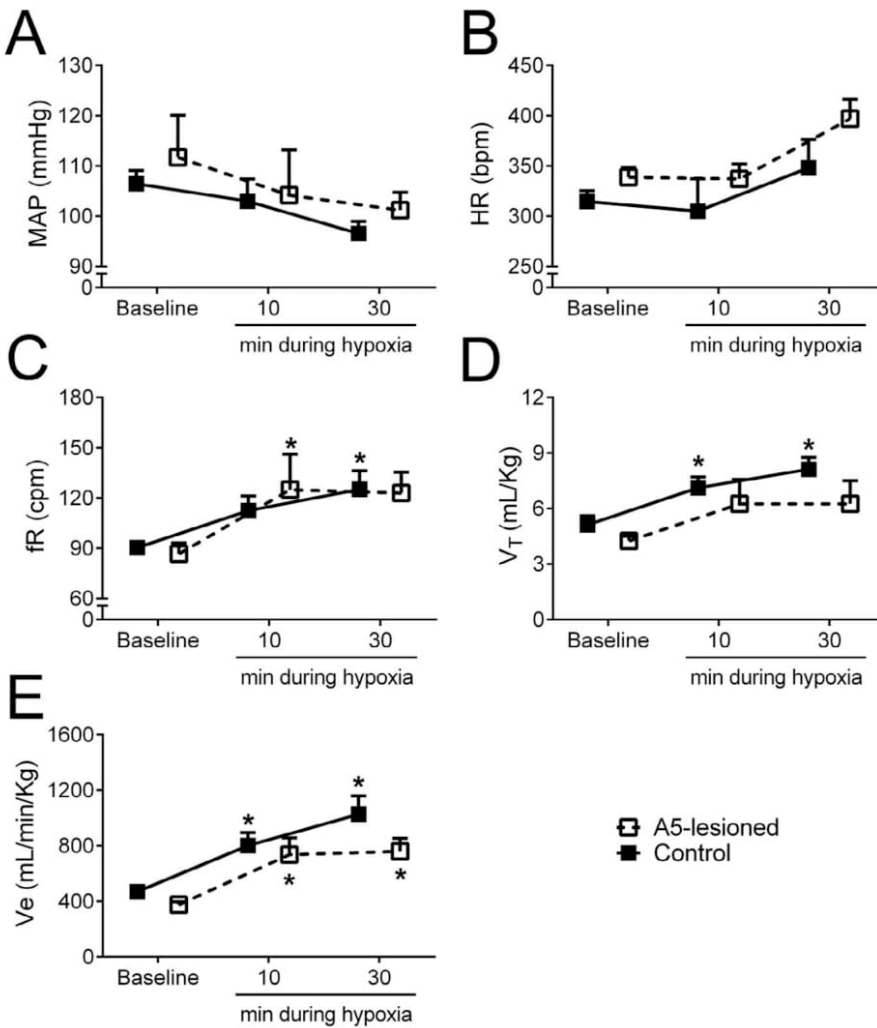 A
MAP (mmHg)
130
120
110
100
90
0
Baseline
10
30
min during hypoxia
B
HR (bpm)
450
400
350
300
250
0
Baseline
10
30
min during hypoxia
C
fR (cpm)
180
150
120
90
60
0
*
*
Baseline
10
30
min during hypoxia
D
VT (mL/Kg)
12
9
6
3
0
*
*
Baseline
10
30
min during hypoxia
E
Ve (mL/min/Kg)
1600
1200
800
400
0
*
*
*
*
Baseline
10
30
min during hypoxia
A5-lesioned
Control